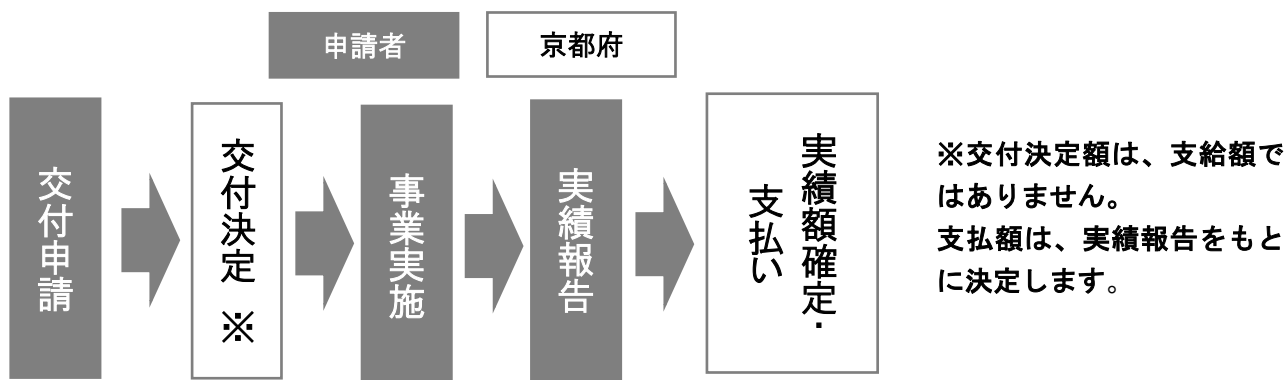 申請者
京都府
交付申請
交付決定 ※
事業実施
実績報告
実績額確定・
支払い
※交付決定額は、支給額で
はありません。
支払額は、実績報告をもと
に決定します。